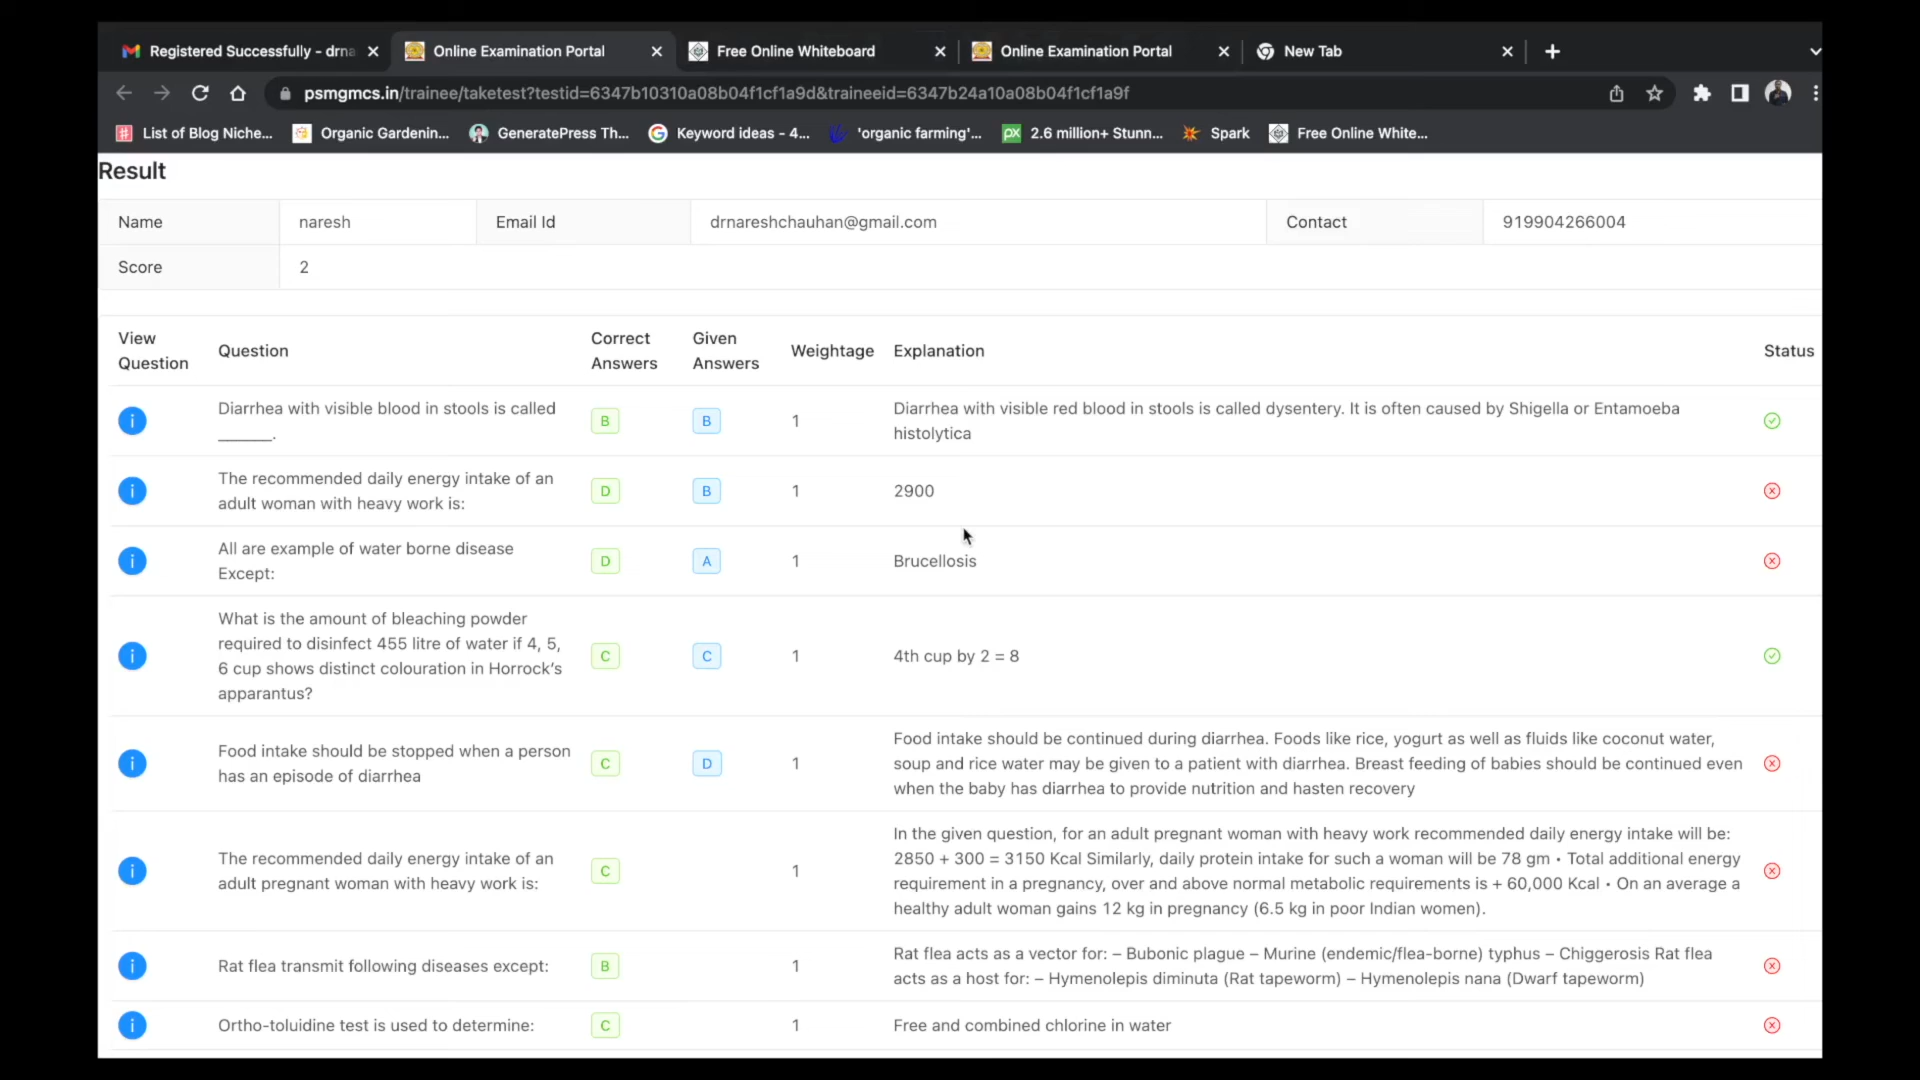 Registered Successfully - drna
Online Examination Portal
Free Online Whiteboard
Online Examination Portal
New Tab
psmgmcs.in/trainee/taketest?testid=6347b10310a08b04f1cf1a9d&traineeid=6347b24a10a08b04f1cf1a9f
List of Blog Niche...
Organic Gardenin...
GeneratePress Th...
Keyword ideas - 4...
'organic farming'...
2.6 million+ Stunn...
Spark
Free Online White...
Result
Name
naresh
Email Id
drnareshchauhan@gmail.com
Contact
919904266004
Score
2
View
Question
Question
Correct
Answers
Given
Answers
Weightage
Explanation
Status
Diarrhea with visible blood in stools is called
______.
B
B
1
Diarrhea with visible red blood in stools is called dysentery. It is often caused by Shigella or Entamoeba
histolytica
The recommended daily energy intake of an
adult woman with heavy work is:
D
B
1
2900
All are example of water borne disease
Except:
D
A
1
Brucellosis
What is the amount of bleaching powder
required to disinfect 455 litre of water if 4, 5,
6 cup shows distinct colouration in Horrock's
apparantus?
C
C
1
4th cup by 2 = 8
Food intake should be stopped when a person
has an episode of diarrhea
C
D
1
Food intake should be continued during diarrhea. Foods like rice, yogurt as well as fluids like coconut water,
soup and rice water may be given to a patient with diarrhea. Breast feeding of babies should be continued even
when the baby has diarrhea to provide nutrition and hasten recovery
The recommended daily energy intake of an
adult pregnant woman with heavy work is:
C
1
In the given question, for an adult pregnant woman with heavy work recommended daily energy intake will be:
2850 + 300 = 3150 Kcal Similarly, daily protein intake for such a woman will be 78 gm • Total additional energy
requirement in a pregnancy, over and above normal metabolic requirements is + 60,000 Kcal • On an average a
healthy adult woman gains 12 kg in pregnancy (6.5 kg in poor Indian women).
Rat flea transmit following diseases except:
B
1
Rat flea acts as a vector for: – Bubonic plague – Murine (endemic/flea-borne) typhus – Chiggerosis Rat flea
acts as a host for: – Hymenolepis diminuta (Rat tapeworm) – Hymenolepis nana (Dwarf tapeworm)
Ortho-toluidine test is used to determine:
C
1
Free and combined chlorine in water